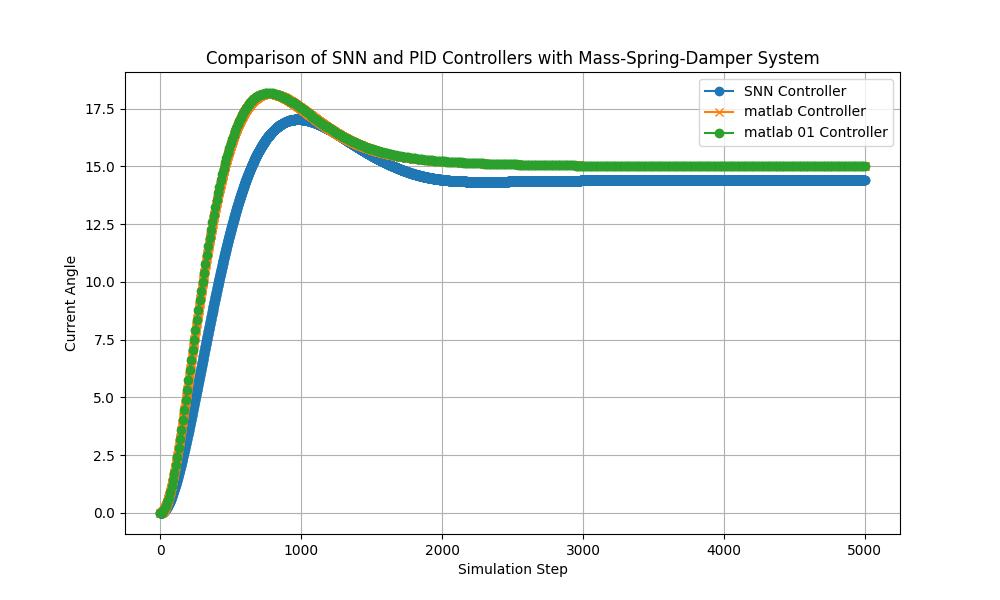 Comparison of SNN and PID Controllers with Mass-Spring-Damper System
SNN Controller
matlab Controller
matlab 01 Controller
Current Angle
17.5
15.0
12.5
10.0
7.5
5.0
2.5
0.0
0 1000 2000 3000 4000 5000
Simulation Step